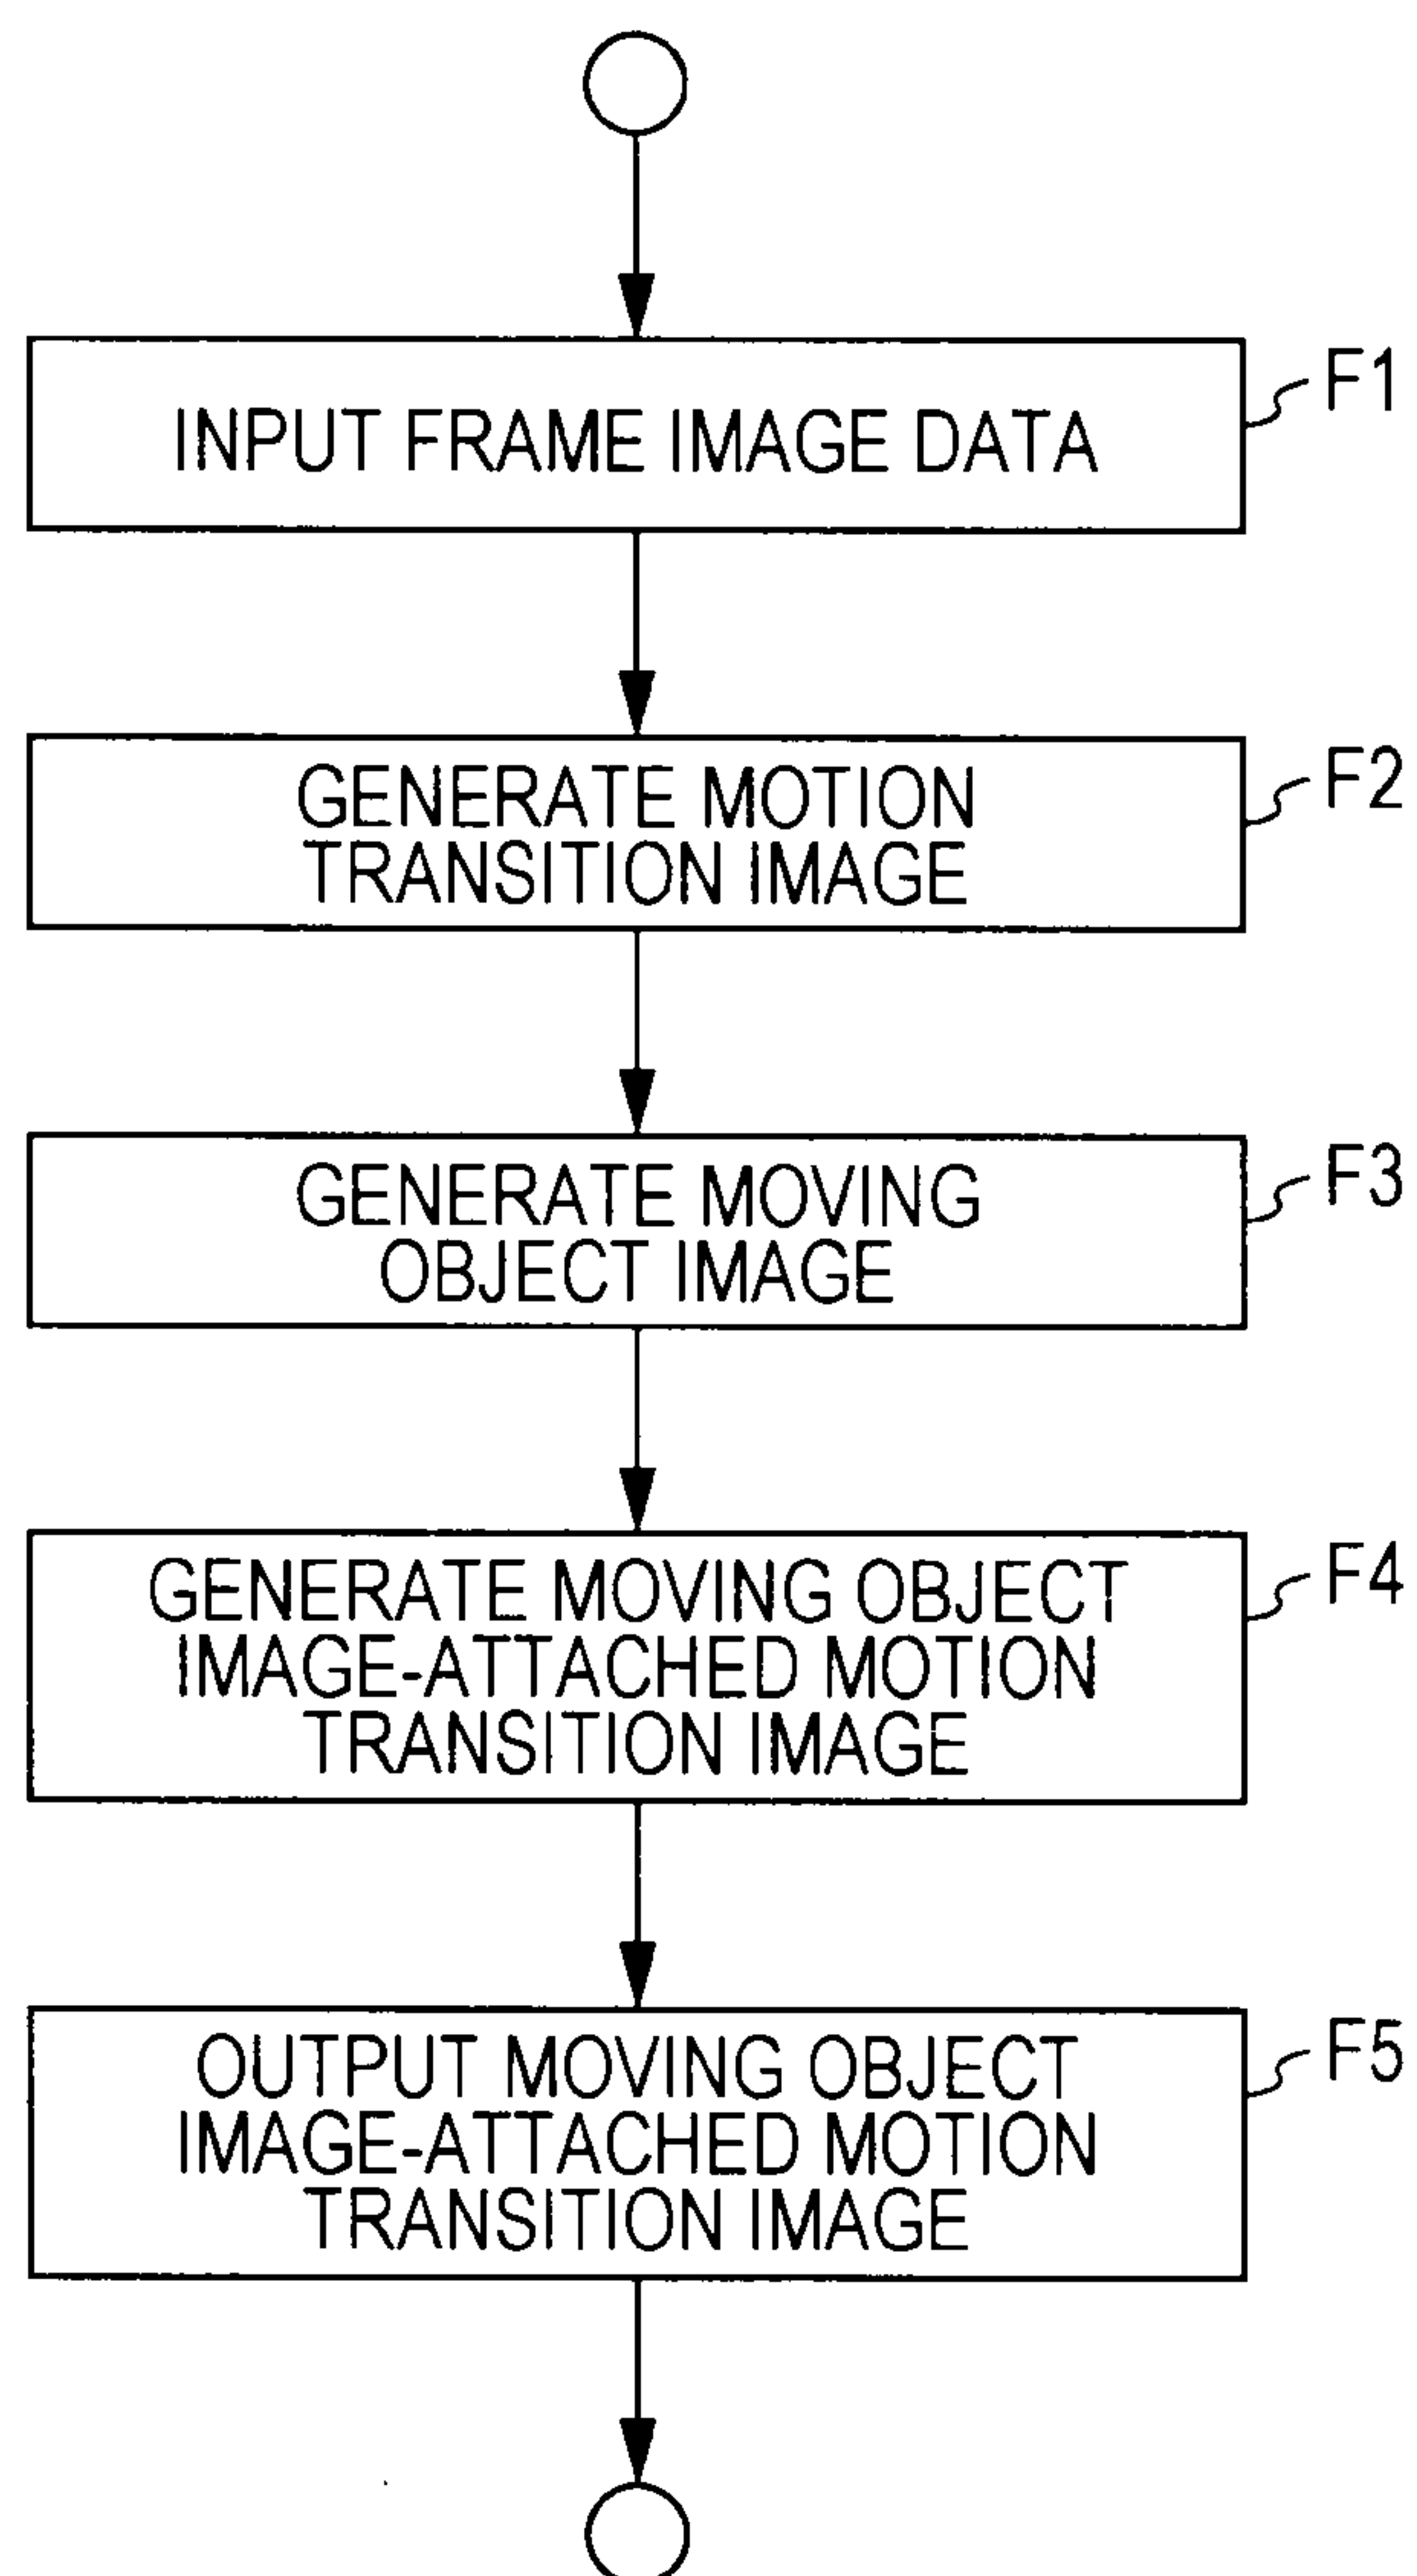 F1
INPUT FRAME IMAGE DATA
F2
GENERATE MOTION
TRANSITION IMAGE
F3
GENERATE MOVING
OBJECT IMAGE
F4
GENERATE MOVING OBJECT
IMAGE-ATTACHED MOTION
TRANSITION IMAGE
F5
OUTPUT MOVING OBJECT
IMAGE-ATTACHED MOTION
TRANSITION IMAGE